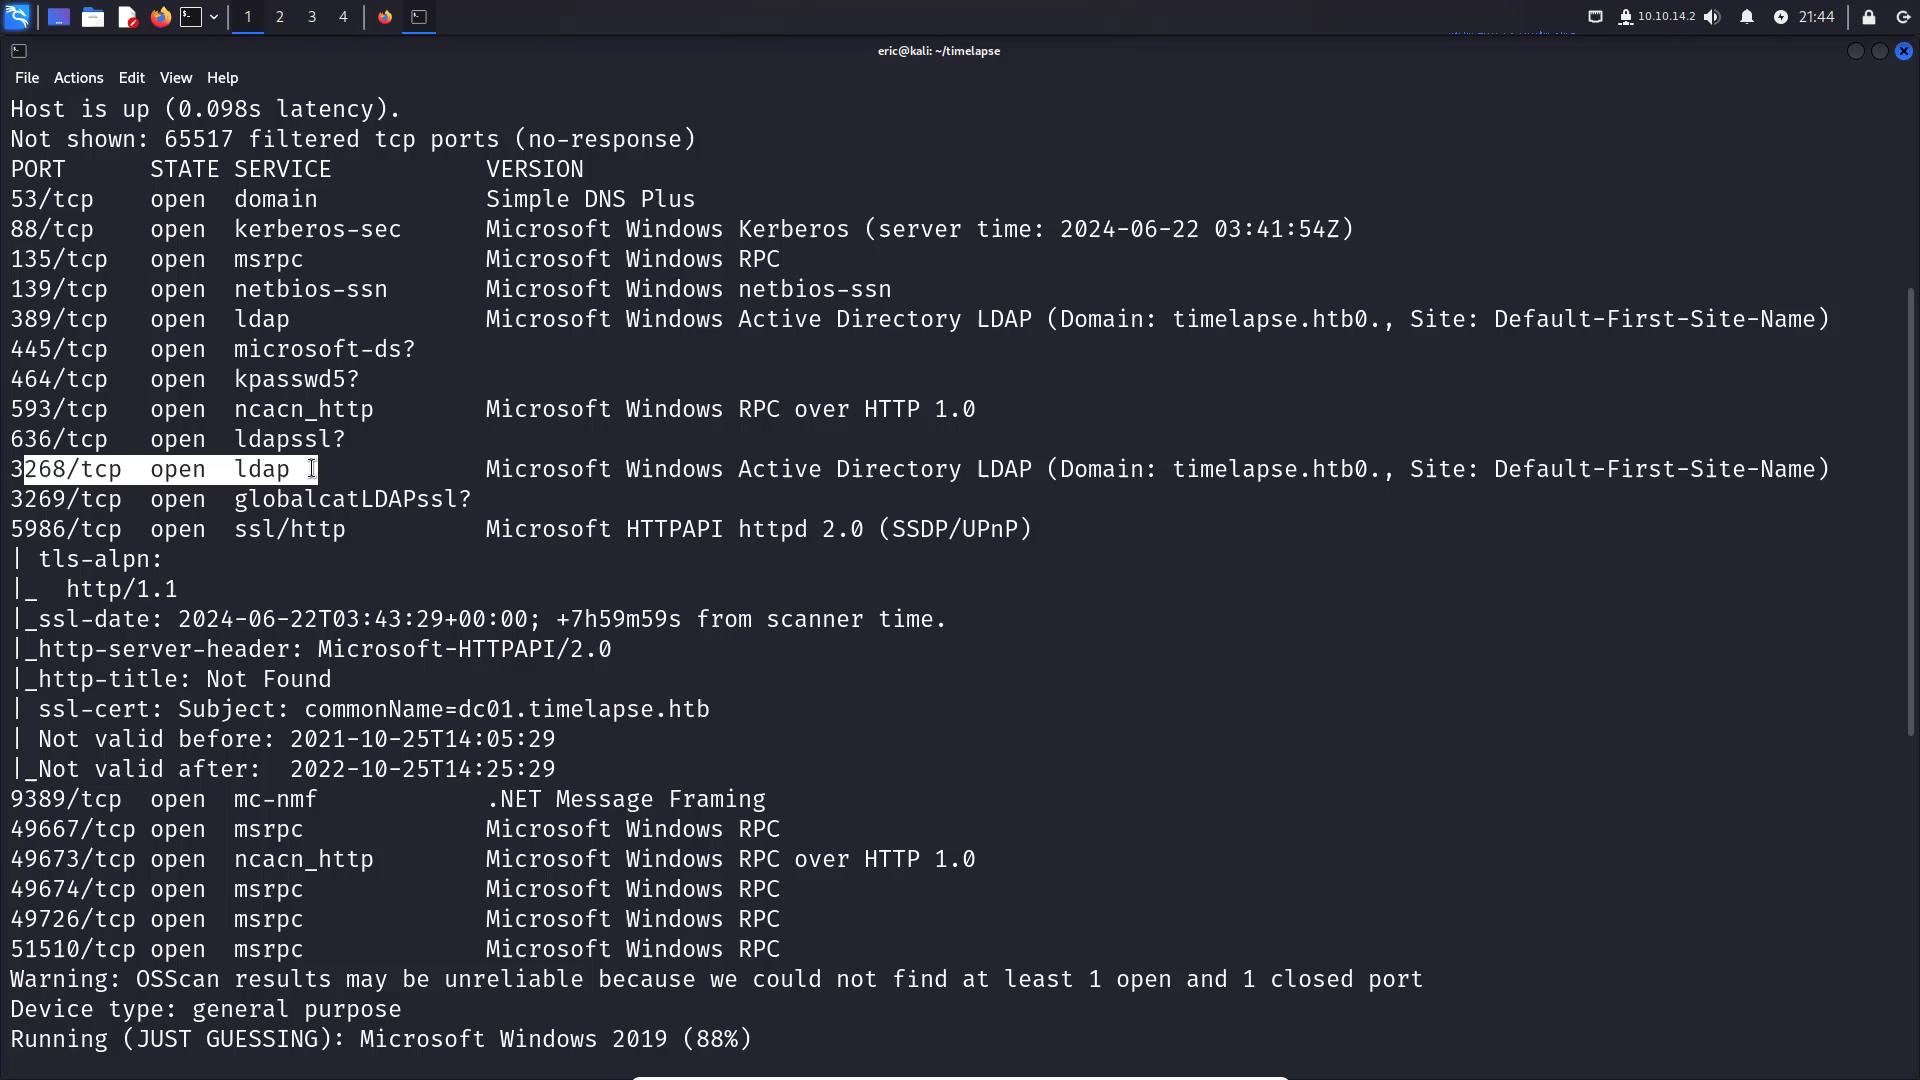 1 2 3 4 10.10.14.2 21:44
eric@kali: ~/timelapse
File Actions Edit View Help
Host is up (0.098s latency).
Not shown: 65517 filtered tcp ports (no-response)
PORT STATE SERVICE VERSION
53/tcp open domain Simple DNS Plus
88/tcp open kerberos-sec Microsoft Windows Kerberos (server time: 2024-06-22 03:41:54Z)
135/tcp open msrpc Microsoft Windows RPC
139/tcp open netbios-ssn Microsoft Windows netbios-ssn
389/tcp open ldap Microsoft Windows Active Directory LDAP (Domain: timelapse.htb0., Site: Default-First-Site-Name)
445/tcp open microsoft-ds?
464/tcp open kpasswd5?
593/tcp open ncacn_http Microsoft Windows RPC over HTTP 1.0
636/tcp open ldapssl?
3268/tcp open ldap Microsoft Windows Active Directory LDAP (Domain: timelapse.htb0., Site: Default-First-Site-Name)
3269/tcp open globalcatLDAPssl?
5986/tcp open ssl/http Microsoft HTTPAPI httpd 2.0 (SSDP/UPnP)
| tls-alpn:
|_  http/1.1
|_ssl-date: 2024-06-22T03:43:29+00:00; +7h59m59s from scanner time.
|_http-server-header: Microsoft-HTTPAPI/2.0
|_http-title: Not Found
| ssl-cert: Subject: commonName=dc01.timelapse.htb
| Not valid before: 2021-10-25T14:05:29
|_Not valid after:  2022-10-25T14:25:29
9389/tcp open mc-nmf .NET Message Framing
49667/tcp open msrpc Microsoft Windows RPC
49673/tcp open ncacn_http Microsoft Windows RPC over HTTP 1.0
49674/tcp open msrpc Microsoft Windows RPC
49726/tcp open msrpc Microsoft Windows RPC
51510/tcp open msrpc Microsoft Windows RPC
Warning: OSScan results may be unreliable because we could not find at least 1 open and 1 closed port
Device type: general purpose
Running (JUST GUESSING): Microsoft Windows 2019 (88%)